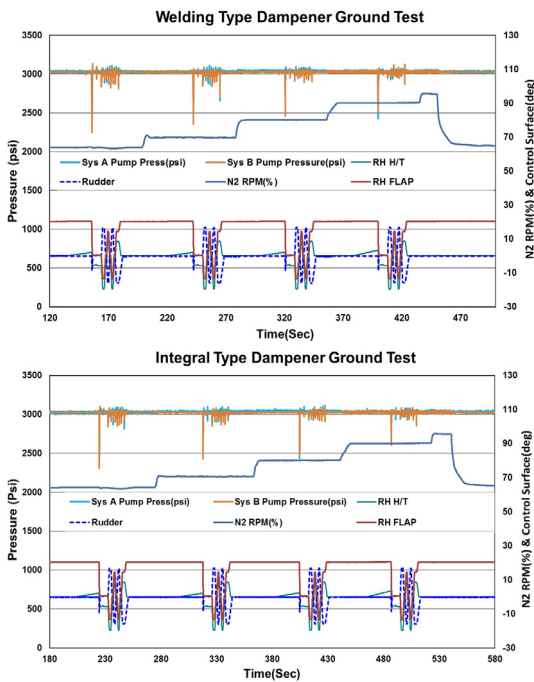 Welding Type Dampener Ground Test
3500
3000
2500
2000
1500
1000
500
0
Pressure (psi)
130
110
90
70
50
30
10
-10
-30
N2 RPM(%) & Control Surface(deg)
Sys A Pump Press(psi) Sys B Pump Pressure(psi) RH H/T
Rudder N2 RPM(%) RH FLAP
120 170 220 270 320 370 420 470
Time(Sec)
Integral Type Dampener Ground Test
3500
3000
2500
2000
1500
1000
500
0
Pressure (Psi)
130
110
90
70
50
30
10
-10
-30
N2 RPM(%) & Control Surface(deg)
Sys A Pump Press(psi) Sys B Pump Pressure(psi) RH H/T
Rudder N2 RPM(%) RH FLAP
180 230 280 330 380 430 480 530 580
Time(Sec)